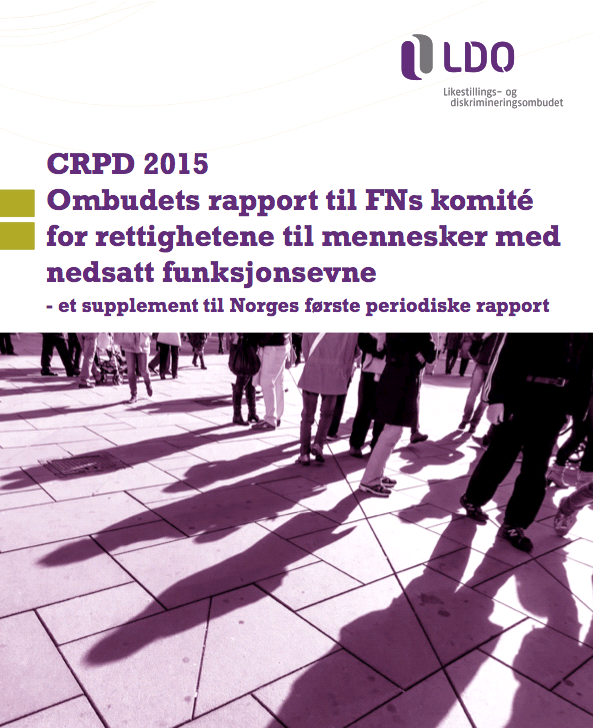 LDO
Likestillings- og
diskrimineringsombudet
CRPD 2015
Ombudets rapport til FNs komité
for rettighetene til mennesker med
nedsatt funksjonsevne
- et supplement til Norges første periodiske rapport